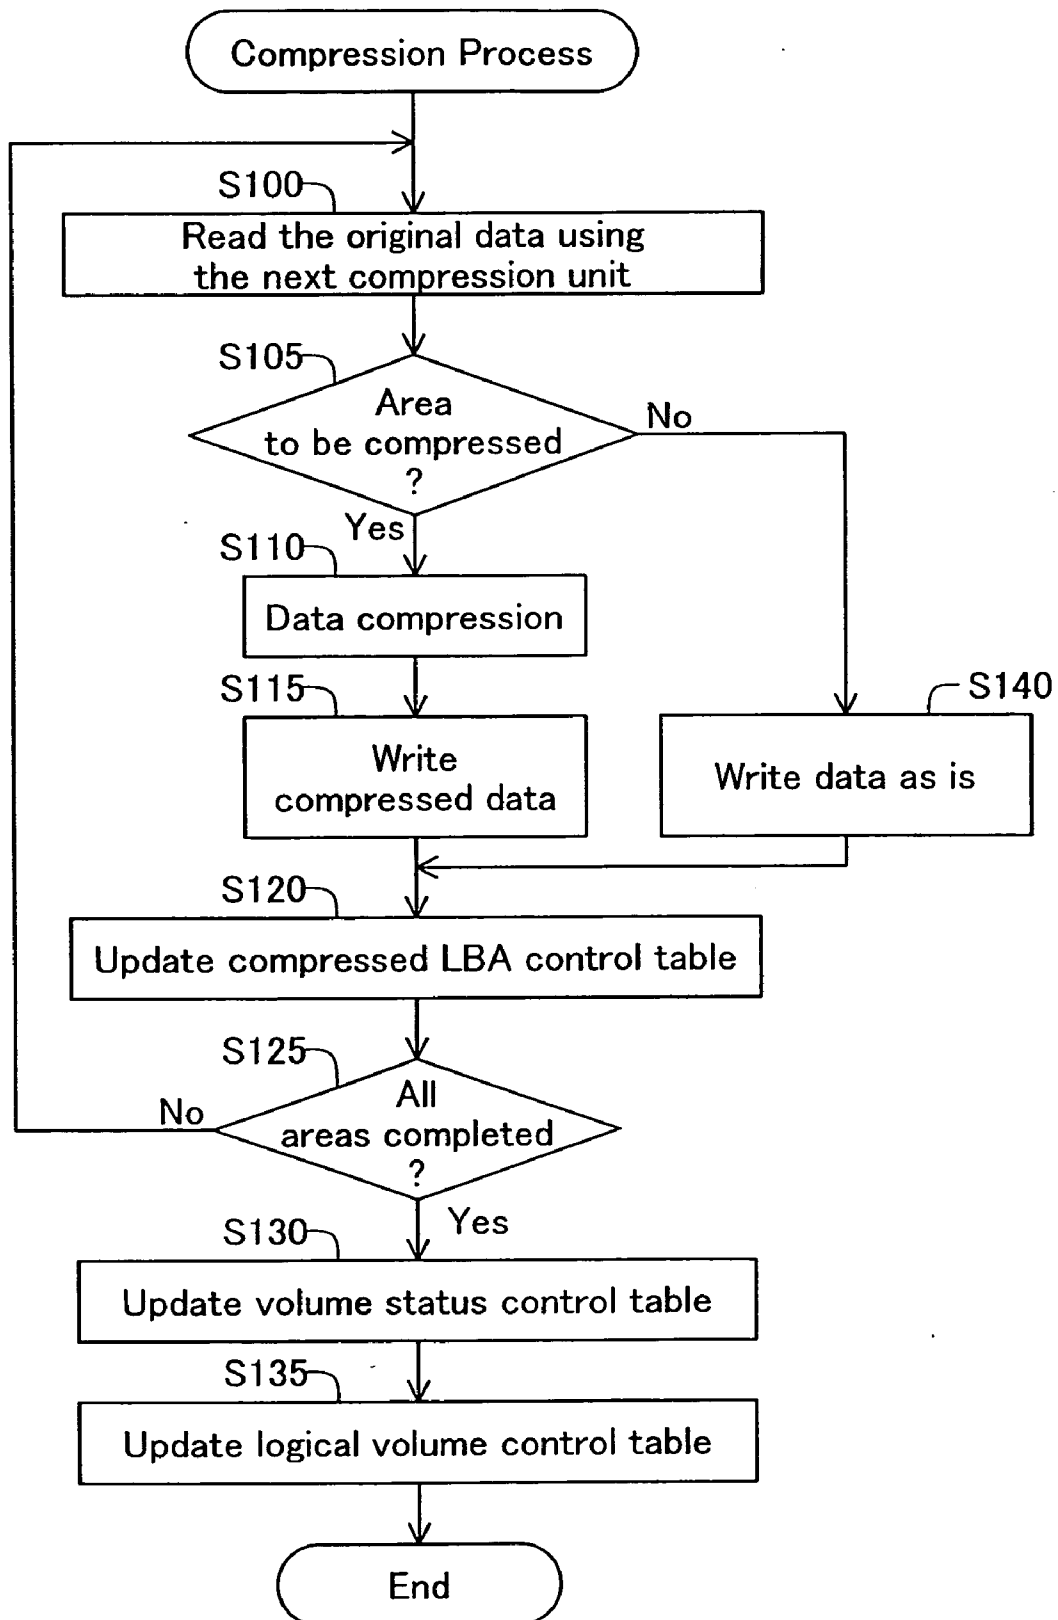 Compression Process
S100
Read the original data using
the next compression unit
S105
Area
to be compressed
?
No
Yes
S110
Data compression
S115
Write
compressed data
S140
Write data as is
S120
Update compressed LBA control table
S125
All
areas completed
?
No
Yes
S130
Update volume status control table
S135
Update logical volume control table
End